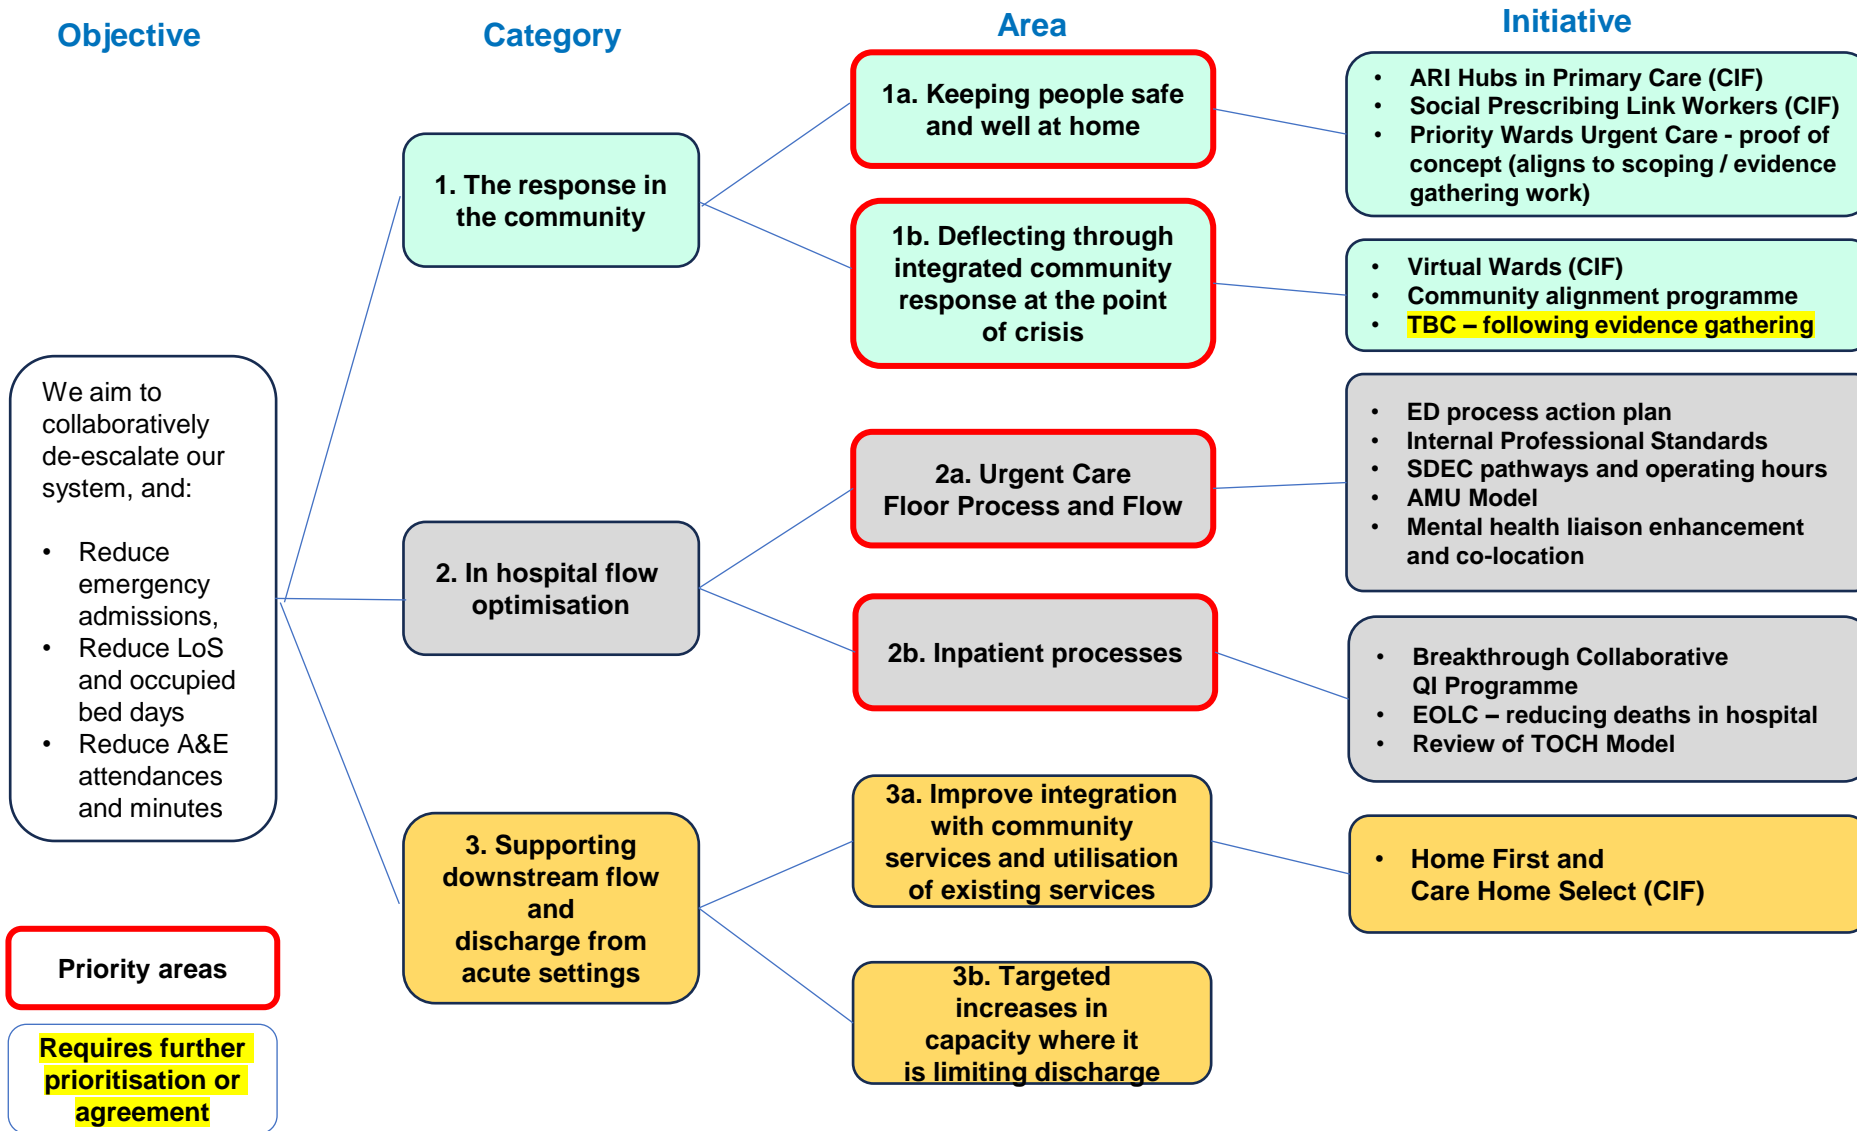 Objective
Category
Area
Initiative
We aim to
collaboratively
de-escalate our
system, and:
• Reduce
emergency
admissions,
• Reduce LoS
and occupied
bed days
• Reduce A&E
attendances
and minutes
Priority areas
Requires further
prioritisation or
agreement
1. The response in
the community
2. In hospital flow
optimisation
3. Supporting
downstream flow
and
discharge from
acute settings
1a. Keeping people safe
and well at home
1b. Deflecting through
integrated community
response at the point
of crisis
2a. Urgent Care
Floor Process and Flow
2b. Inpatient processes
3a. Improve integration
with community
services and utilisation
of existing services
3b. Targeted
increases in
capacity where it
is limiting discharge
• ARI Hubs in Primary Care (CIF)
• Social Prescribing Link Workers (CIF)
• Priority Wards Urgent Care - proof of
concept (aligns to scoping / evidence
gathering work)
• Virtual Wards (CIF)
• Community alignment programme
• TBC – following evidence gathering
• ED process action plan
• Internal Professional Standards
• SDEC pathways and operating hours
• AMU Model
• Mental health liaison enhancement
and co-location
• Breakthrough Collaborative
QI Programme
• EOLC – reducing deaths in hospital
• Review of TOCH Model
• Home First and
Care Home Select (CIF)